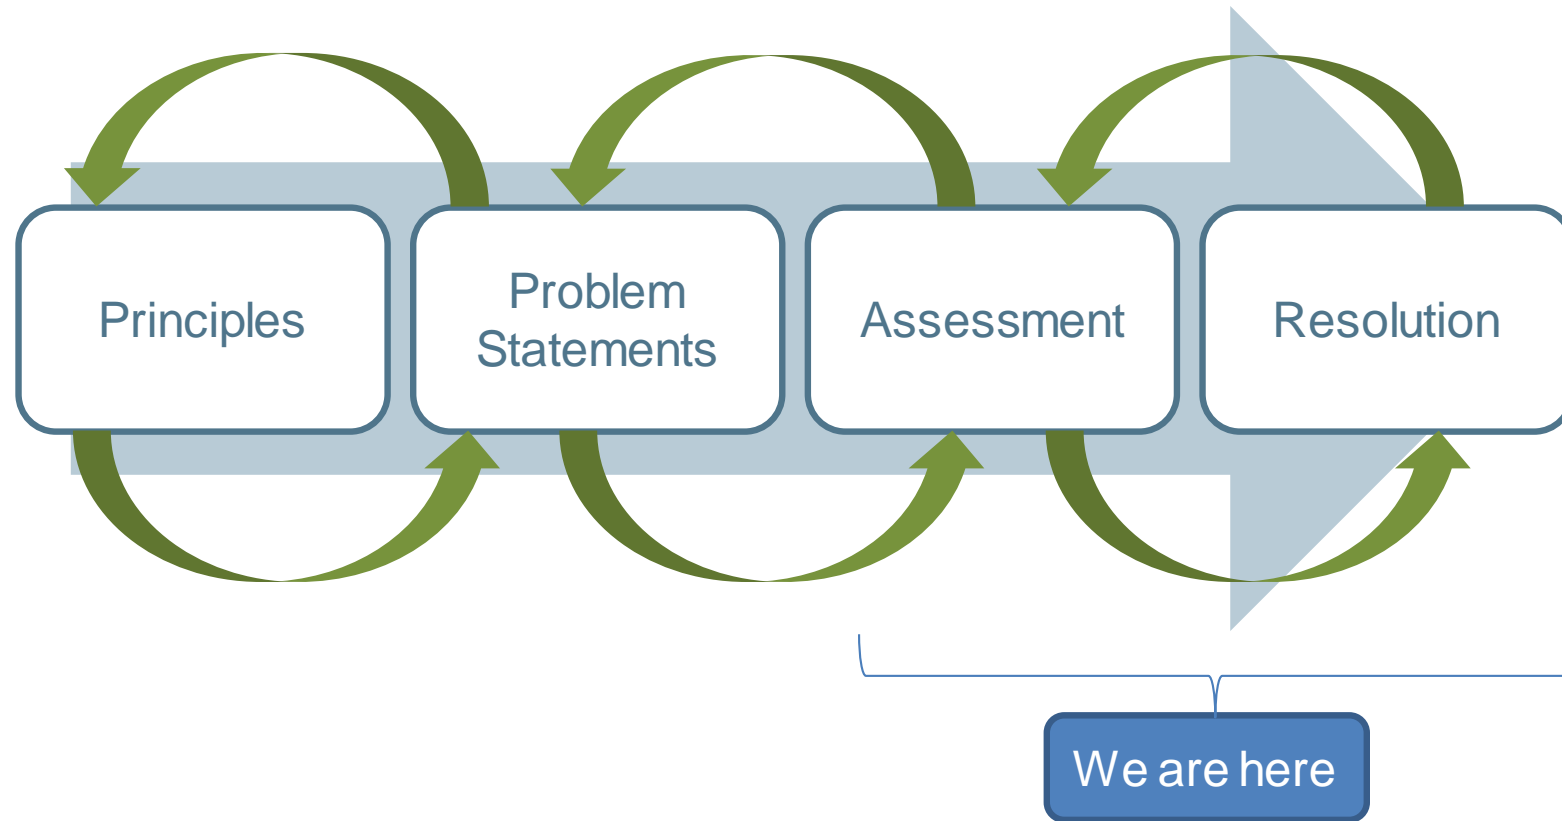 Principles
Problem
Statements
Assessment
Resolution
We are here